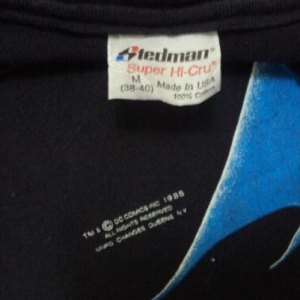 Stedman®
Super Hi-Cru®
M
(38-40)
Made In USA
100% Cotton
TM & © DC COMICS INC 1988
ALL RIGHTS RESERVED
MNFD CHANGES QUEENS N.Y.